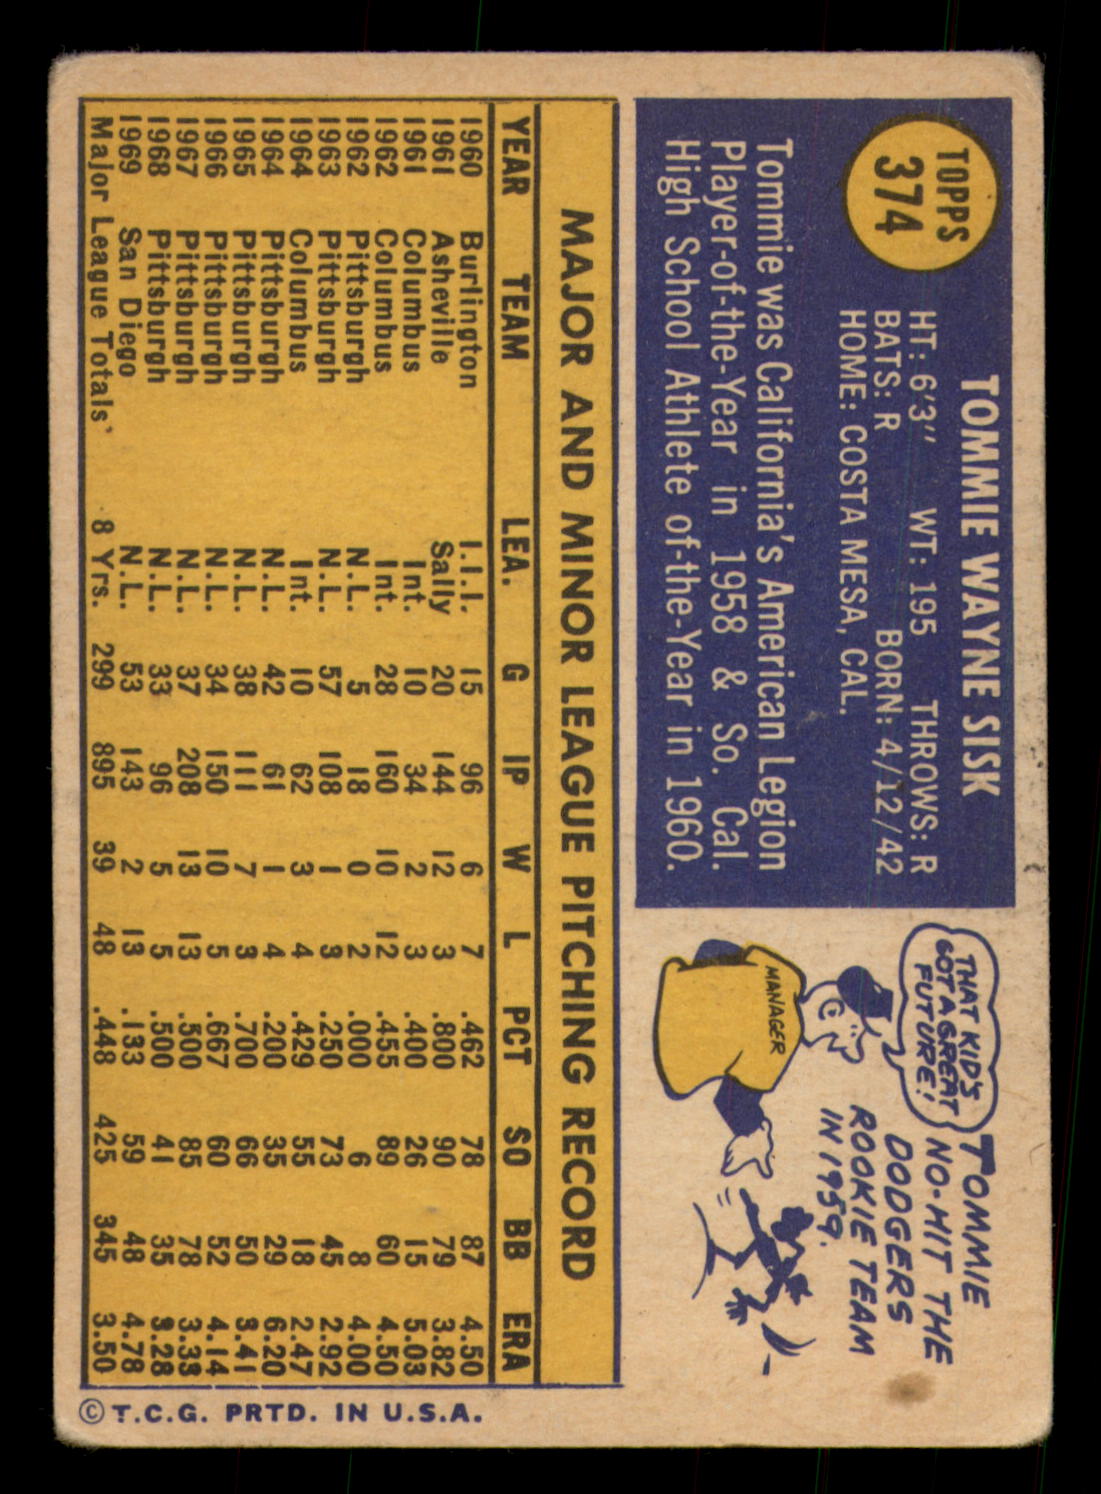 TOPPS
374
TOMMIE WAYNE SISK
HT: 6'3" WT: 195 THROWS: R
BATS: R BORN: 4/12/42
HOME: COSTA MESA, CAL.
Tommie was California's American Legion
Player-of-the-Year in 1958 & So. Cal.
High School Athlete of-the-Year in 1960.
THAT KID'S
GOT A GREAT
FUTURE!
MANAGER
TOMMIE
NO-HIT THE
DODGERS
ROOKIE TEAM
IN 1959.
MAJOR AND MINOR LEAGUE PITCHING RECORD
YEAR TEAM LEA. G IP W L PCT SO BB ERA
1960 Burlington I.I.I. 15 96 6 7 .462 78 87 4.50
1961 Asheville Sally 20 144 12 3 .800 90 79 3.82
1961 Columbus Int. 10 34 2 3 .400 26 15 5.03
1962 Columbus Int. 28 160 10 12 .455 89 60 4.50
1962 Pittsburgh N.L. 5 18 0 2 .000 6 8 4.00
1963 Pittsburgh N.L. 57 108 1 3 .250 73 45 2.92
1964 Columbus Int. 10 62 3 4 .429 55 18 2.47
1964 Pittsburgh N.L. 42 61 1 4 .200 35 29 6.20
1965 Pittsburgh N.L. 38 111 7 3 .700 66 50 3.41
1966 Pittsburgh N.L. 34 150 10 5 .667 60 52 4.14
1967 Pittsburgh N.L. 37 208 13 13 .500 85 78 3.33
1968 Pittsburgh N.L. 33 96 5 5 .500 41 35 3.28
1969 San Diego N.L. 53 143 2 13 .133 59 48 4.78
Major League Totals 8 Yrs. 299 895 39 48 .448 425 345 3.50
© T.C.G. PRTD. IN U.S.A.